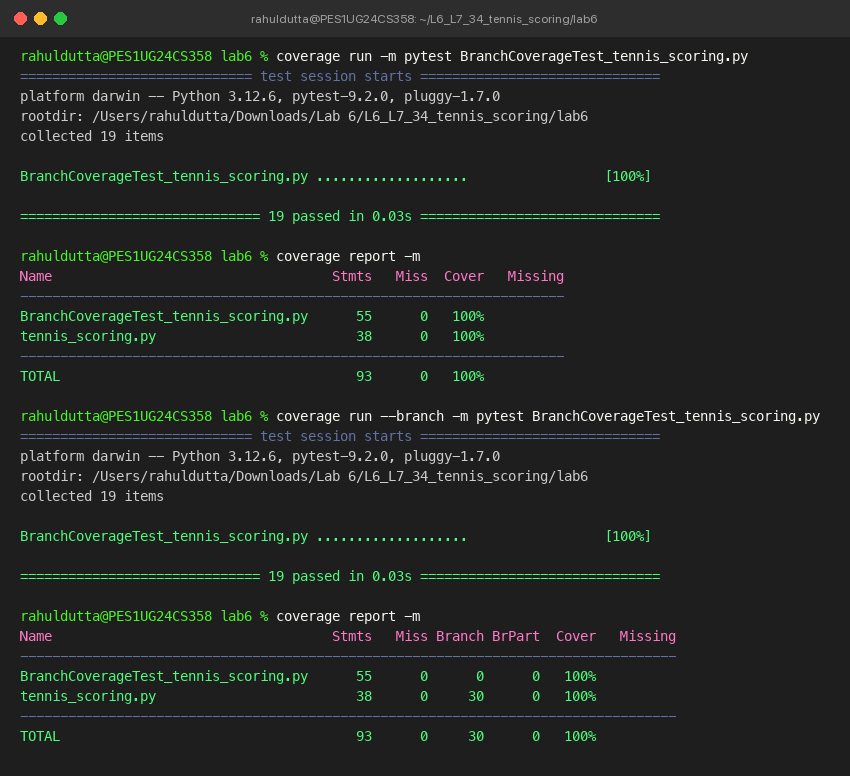 rahuldutta@PES1UG24CS358: ~/L6_L7_34_tennis_scoring/lab6
rahuldutta@PES1UG24CS358 lab6 % coverage run -m pytest BranchCoverageTest_tennis_scoring.py
============================= test session starts ==============================
platform darwin -- Python 3.12.6, pytest-9.2.0, pluggy-1.7.0
rootdir: /Users/rahuldutta/Downloads/Lab 6/L6_L7_34_tennis_scoring/lab6
collected 19 items
BranchCoverageTest_tennis_scoring.py ................... [100%]
============================== 19 passed in 0.03s ==============================
rahuldutta@PES1UG24CS358 lab6 % coverage report -m
Name Stmts Miss Cover Missing
--------------------------------------------------------------------
BranchCoverageTest_tennis_scoring.py 55 0 100%
tennis_scoring.py 38 0 100%
--------------------------------------------------------------------
TOTAL 93 0 100%
rahuldutta@PES1UG24CS358 lab6 % coverage run --branch -m pytest BranchCoverageTest_tennis_scoring.py
============================= test session starts ==============================
platform darwin -- Python 3.12.6, pytest-9.2.0, pluggy-1.7.0
rootdir: /Users/rahuldutta/Downloads/Lab 6/L6_L7_34_tennis_scoring/lab6
collected 19 items
BranchCoverageTest_tennis_scoring.py ................... [100%]
============================== 19 passed in 0.03s ==============================
rahuldutta@PES1UG24CS358 lab6 % coverage report -m
Name Stmts Miss Branch BrPart Cover Missing
----------------------------------------------------------------------------------
BranchCoverageTest_tennis_scoring.py 55 0 0 0 100%
tennis_scoring.py 38 0 30 0 100%
----------------------------------------------------------------------------------
TOTAL 93 0 30 0 100%